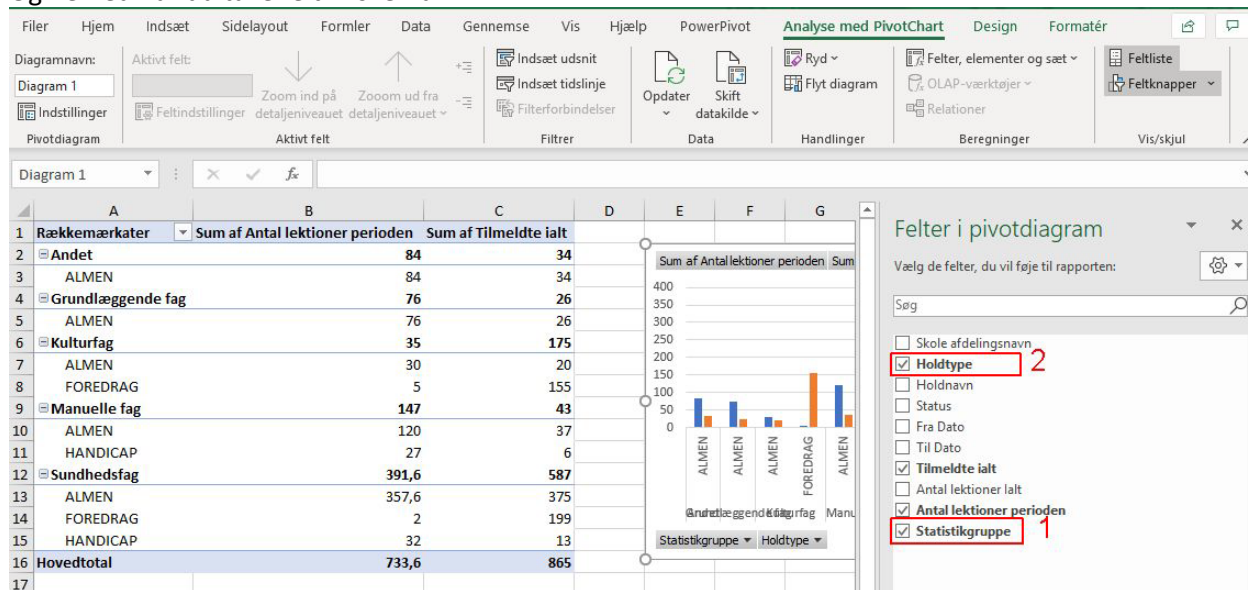 Filer Hjem Indsæt Sidelayout Formler Data Gennemse Vis Hjælp PowerPivot Analyse med PivotChart Design Formatér
Diagramnavn: Aktivt felt:
Diagram 1
Indstillinger Feltindstillinger Zoom ind på detaljeniveauet Zooom ud fra detaljeniveauet
Indsæt udsnit
Indsæt tidslinje
Filterforbindelser
Opdater Skift datakilde
Ryd
Flyt diagram
Felter, elementer og sæt
OLAP-værktøjer
Relationer
Feltliste
Feltknapper
Pivotdiagram Aktivt felt Filtrer Data Handlinger Beregninger Vis/skjul
Diagram 1 fx
A B C D E F G
1 Rækkemærkater Sum af Antal lektioner perioden Sum af Tilmeldte ialt
2 Andet 84 34
3 ALMEN 84 34
4 Grundlæggende fag 76 26
5 ALMEN 76 26
6 Kulturfag 35 175
7 ALMEN 30 20
8 FOREDRAG 5 155
9 Manuelle fag 147 43
10 ALMEN 120 37
11 HANDICAP 27 6
12 Sundhedsfag 391,6 587
13 ALMEN 357,6 375
14 FOREDRAG 2 199
15 HANDICAP 32 13
16 Hovedtotal 733,6 865
17
Sum af Antal lektioner perioden Sum
400
350
300
250
200
150
100
50
0
ALMEN ALMEN ALMEN FOREDRAG ALMEN
Statistikgruppe Holdtype
Felter i pivotdiagram
Vælg de felter, du vil føje til rapporten:
Søg
Skole afdelingsnavn
Holdtype 2
Holdnavn
Status
Fra Dato
Til Dato
Tilmeldte ialt
Antal lektioner Ialt
Antal lektioner perioden
Statistikgruppe 1